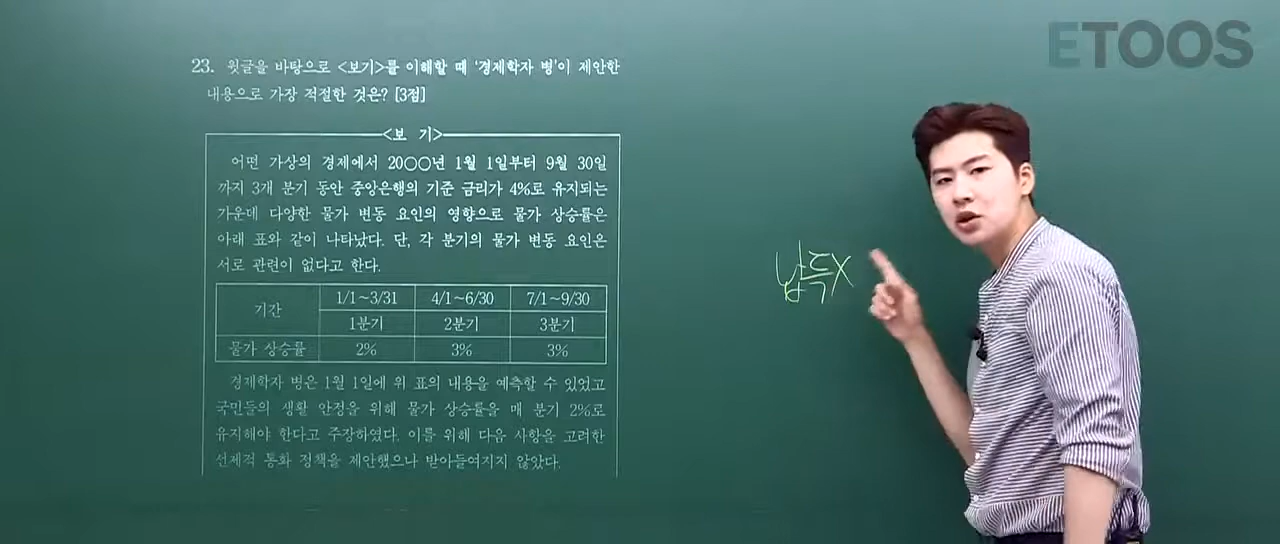 ETOOS
23. 윗글을 바탕으로 <보기>를 이해할 때 '경제학자 병'이 제안한
내용으로 가장 적절한 것은? [3점]
<보 기>
어떤 가상의 경제에서 20○○년 1월 1일부터 9월 30일
까지 3개 분기 동안 중앙은행의 기준 금리가 4%로 유지되는
가운데 다양한 물가 변동 요인의 영향으로 물가 상승률은
아래 표와 같이 나타났다. 단, 각 분기의 물가 변동 요인은
서로 관련이 없다고 한다.
기간 1/1~3/31 4/1~6/30 7/1~9/30
1분기 2분기 3분기
물가 상승률 2% 3% 3%
경제학자 병은 1월 1일에 위 표의 내용을 예측할 수 있었고
국민들의 생활 안정을 위해 물가 상승률을 매 분기 2%로
유지해야 한다고 주장하였다. 이를 위해 다음 사항을 고려한
선제적 통화 정책을 제안했으나 받아들여지지 않았다.
납득X